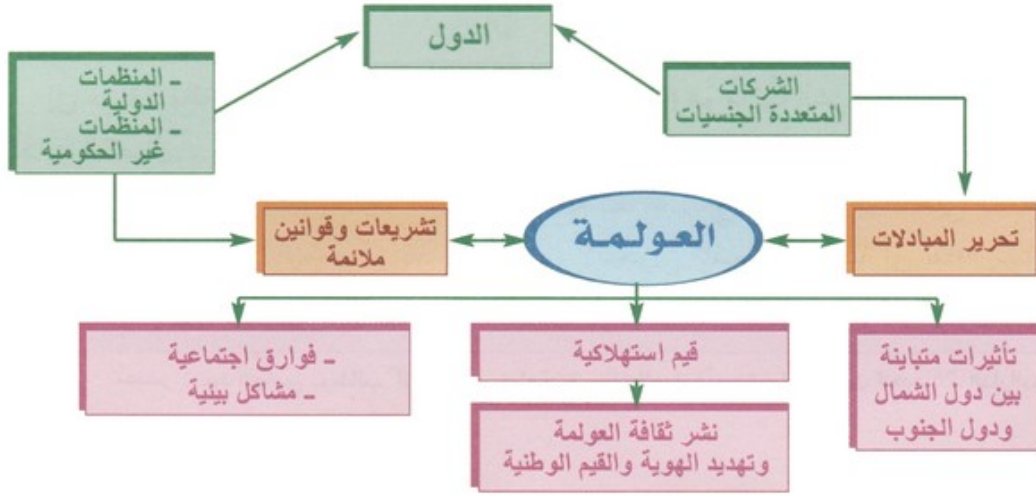 الدول
الشركات
المتعددة الجنسيات
ـ المنظمات
الدولية
ـ المنظمات
غير الحكومية
تحرير المبادلات
العولمة
تشريعات وقوانين
ملائمة
تأثيرات متباينة
بين دول الشمال
ودول الجنوب
قيم استهلاكية
نشر ثقافة العولمة
وتهديد الهوية والقيم الوطنية
ـ فوارق اجتماعية
ـ مشاكل بيئية